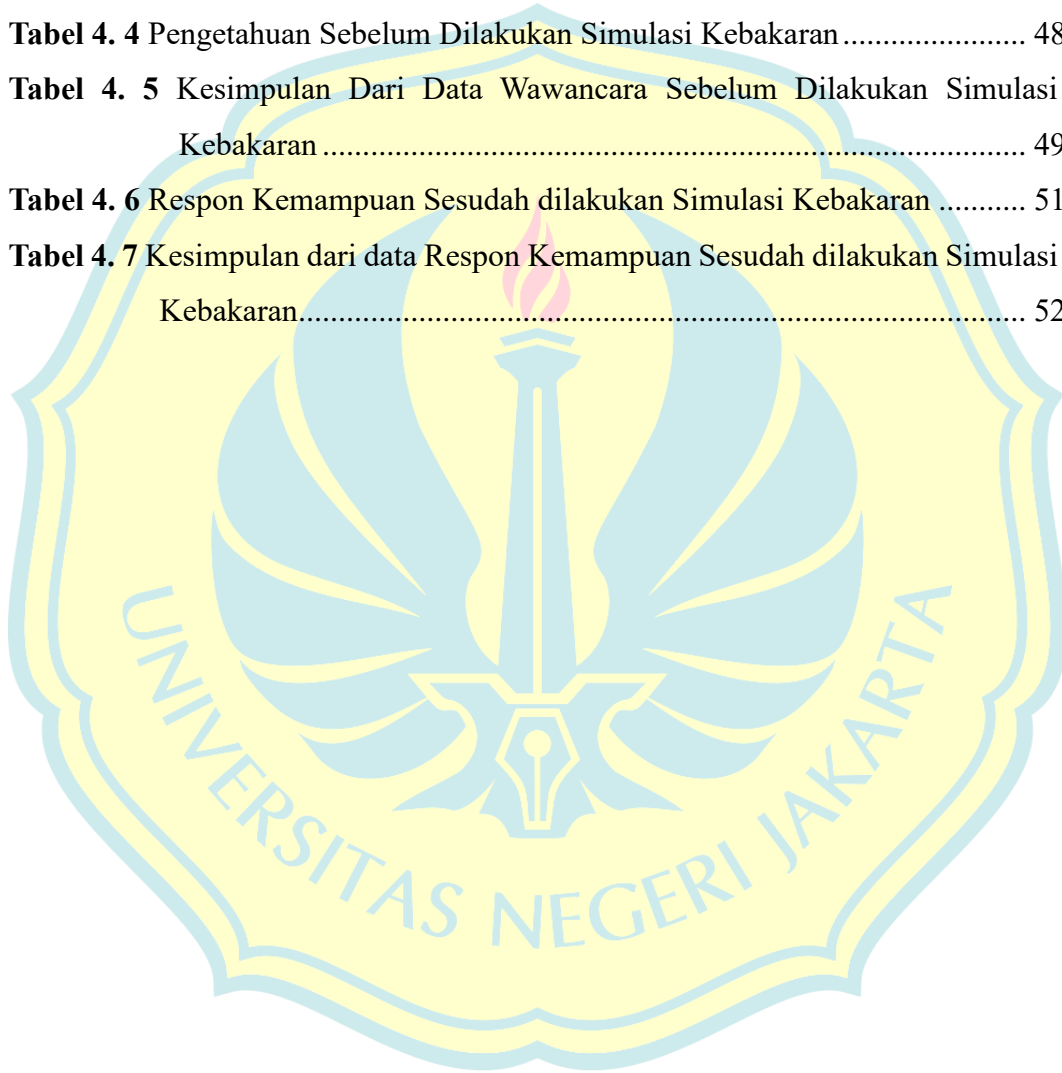 Tabel 4. 4 Pengetahuan Sebelum Dilakukan Simulasi Kebakaran ....................... 48
Tabel 4. 5 Kesimpulan Dari Data Wawancara Sebelum Dilakukan Simulasi
Kebakaran ........................................................................................ 49
Tabel 4. 6 Respon Kemampuan Sesudah dilakukan Simulasi Kebakaran ........... 51
Tabel 4. 7 Kesimpulan dari data Respon Kemampuan Sesudah dilakukan Simulasi
Kebakaran........................................................................................... 52
UNIVERSITAS NEGERI JAKARTA